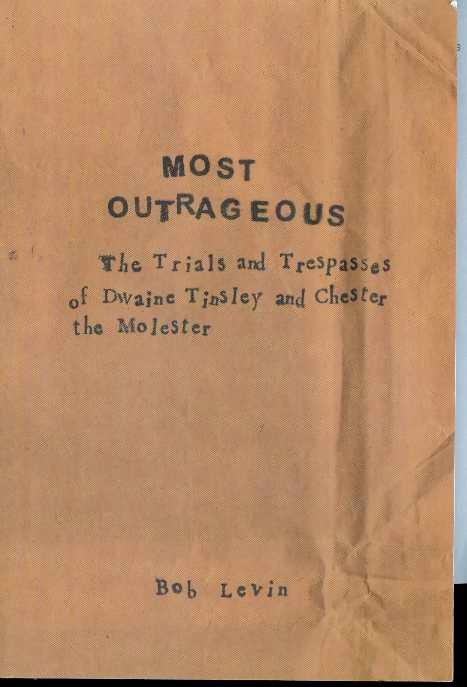 MOST
OUTRAGEOUS
The Trials and Trespasses
of Dwaine Tinsley and Chester
the Molester
Bob Levin